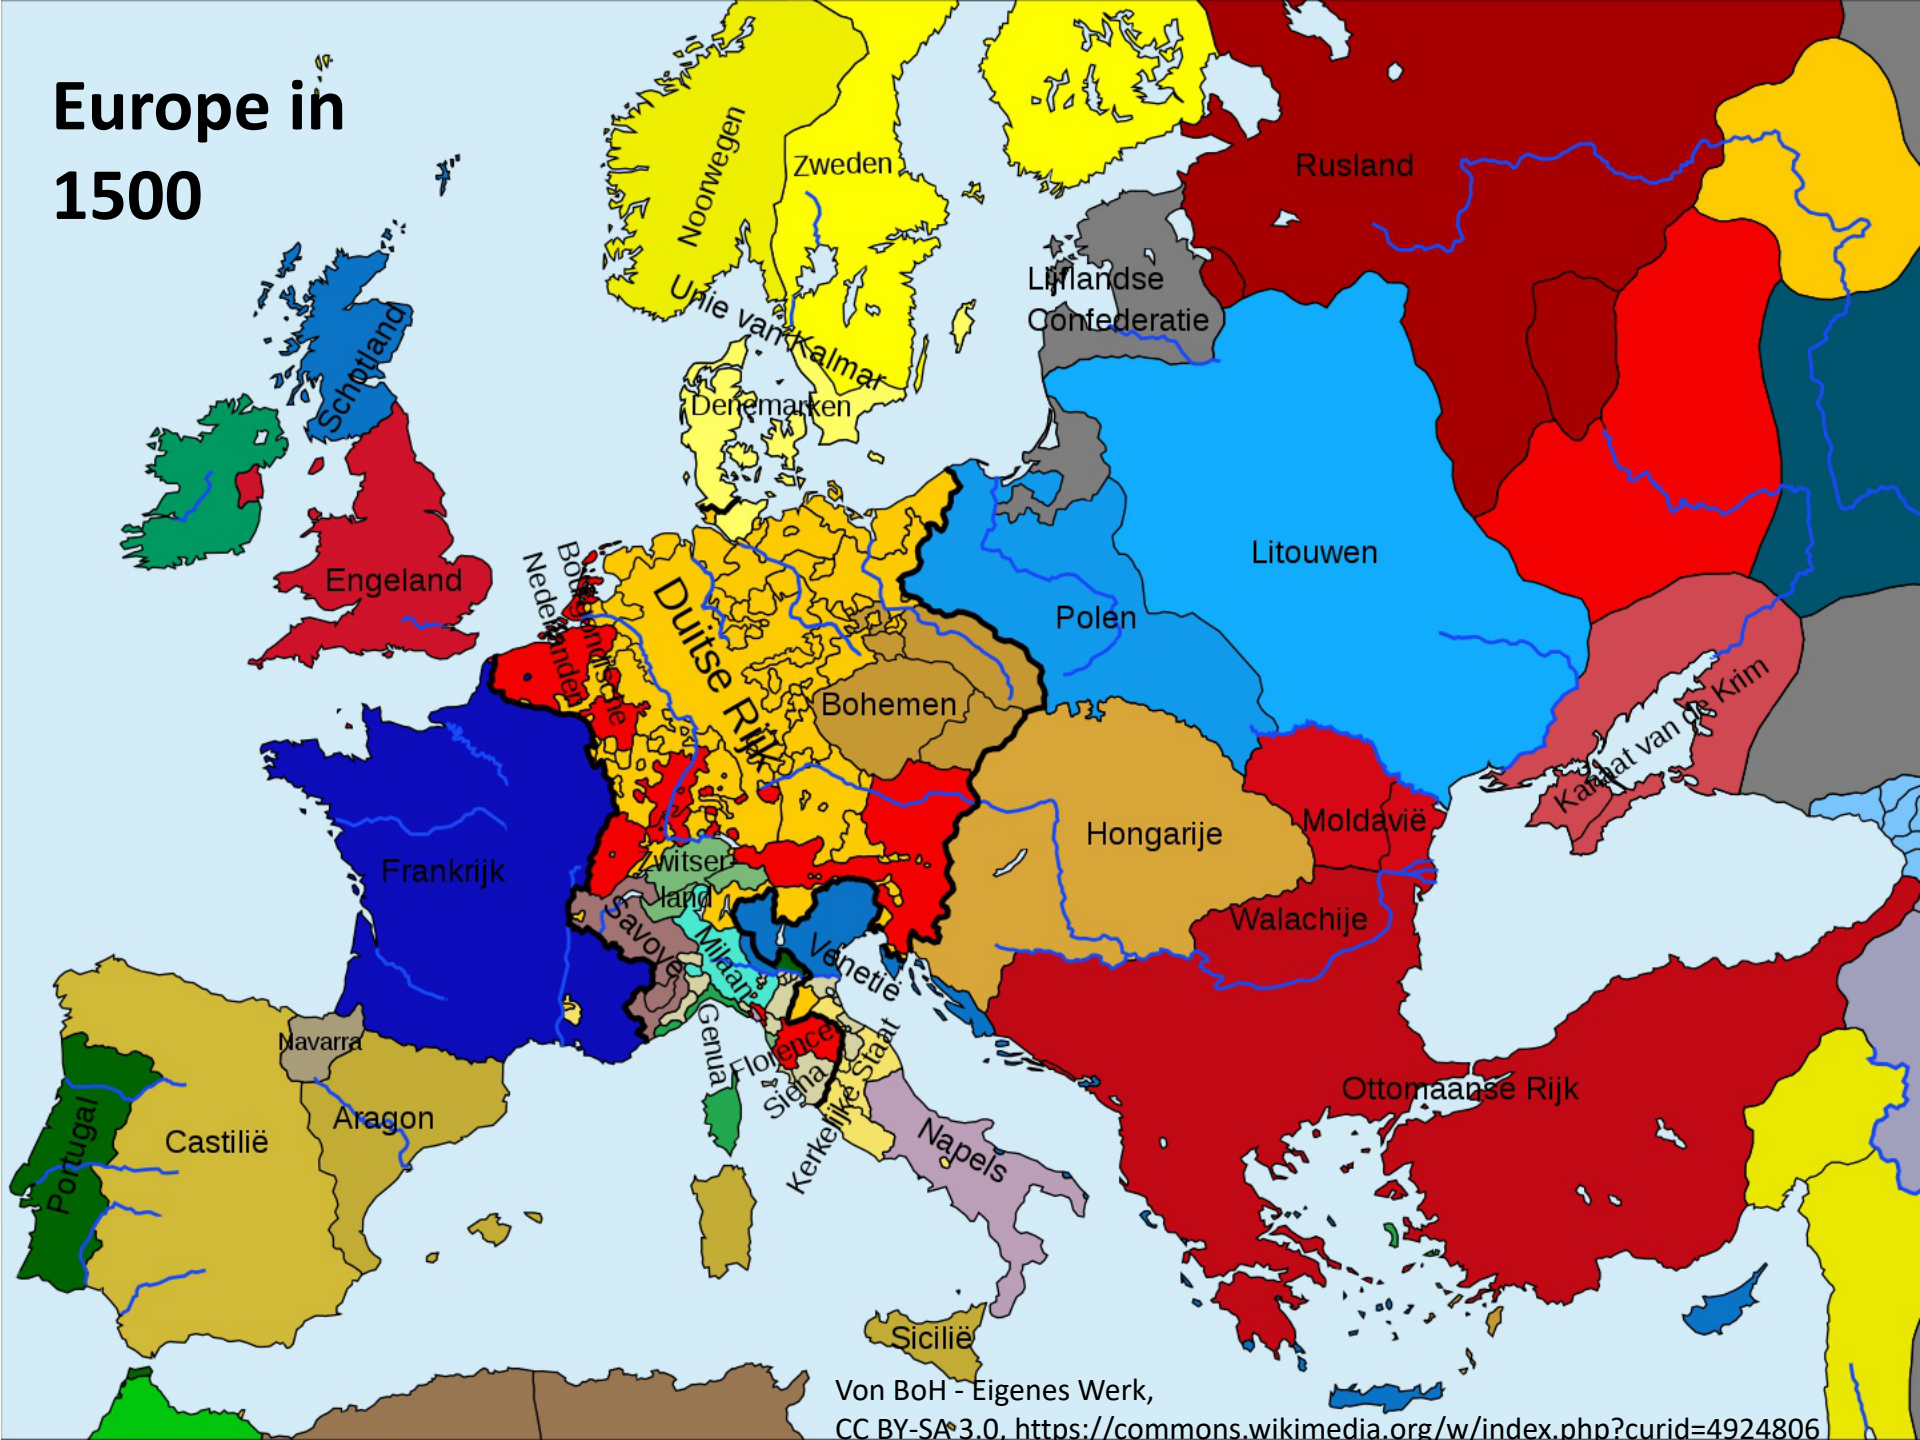 Europe in
1500
Noorwegen
Zweden
Rusland
Unie van Kalmar
Lijflandse
Confederatie
Schotland
Denemarken
Engeland
Bourgondische
Nederlanden
Duitse Rijk
Litouwen
Polen
Bohemen
Kanaat van de Krim
Frankrijk
Zwitser-
land
Hongarije
Moldavië
Savoye
Milaan
Venetië
Walachije
Navarra
Genua
Florence
Siena
Kerkelijke Staat
Ottomaanse Rijk
Portugal
Castilië
Aragon
Napels
Sicilië
Von BoH - Eigenes Werk,
CC BY-SA 3.0, https://commons.wikimedia.org/w/index.php?curid=4924806